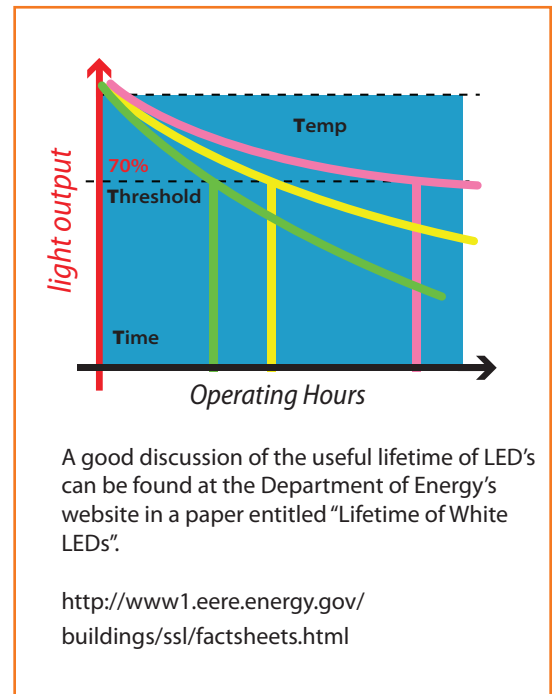 Temp
70%
Threshold
light output
Time
Operating Hours
A good discussion of the useful lifetime of LED's
can be found at the Department of Energy's
website in a paper entitled “Lifetime of White
LEDs”.
http://www1.eere.energy.gov/
buildings/ssl/factsheets.html